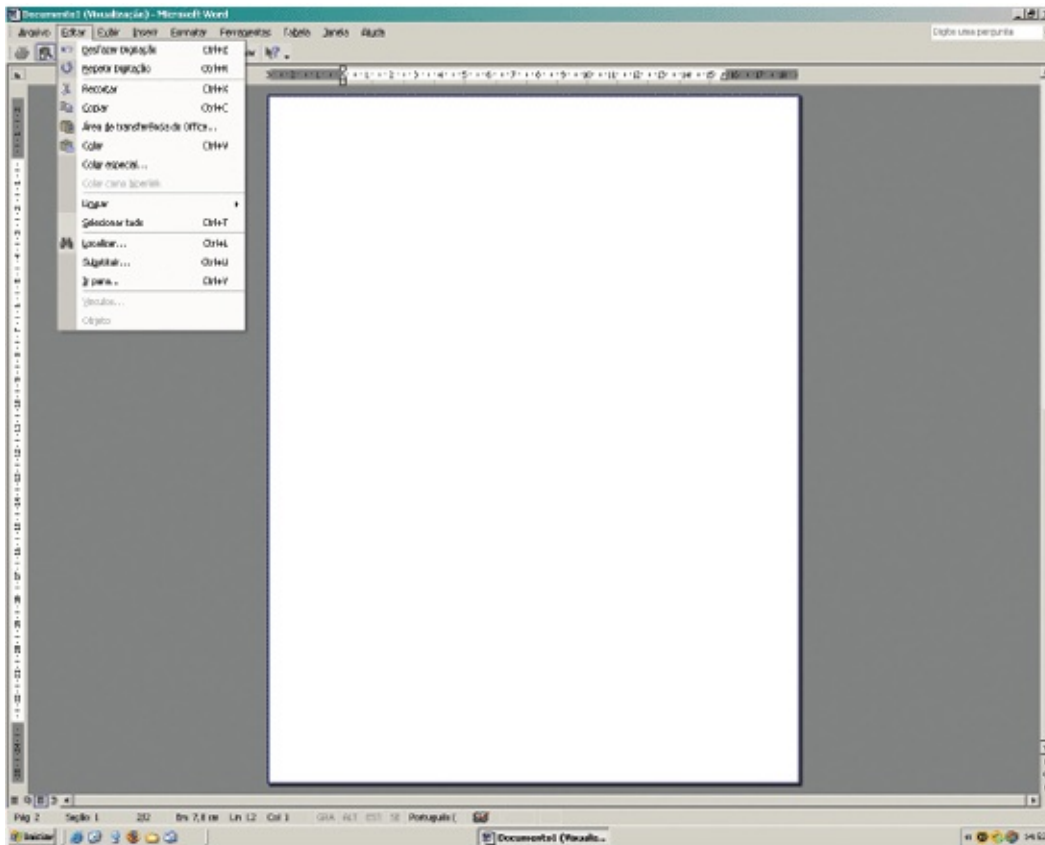 Documento1 (Visualização) - Microsoft Word
Arquivo Editar Exibir Inserir Formatar Ferramentas Tabela Janela Ajuda
Digite uma pergunta
Desfazer Digitação Ctrl+Z
Repetir Digitação Ctrl+R
Recortar Ctrl+X
Copiar Ctrl+C
Área de transferência do Office...
Colar Ctrl+V
Colar especial...
Colar como hiperlink
Limpar
Selecionar tudo Ctrl+T
Localizar... Ctrl+L
Substituir... Ctrl+U
Ir para... Ctrl+Y
Vínculos...
Objeto
Pág 2 Seção 1 2/2 Em 7,8 cm Lin 12 Col 1 GRA ALT EST SE Português (
Iniciar Documento1 (Visualiz...